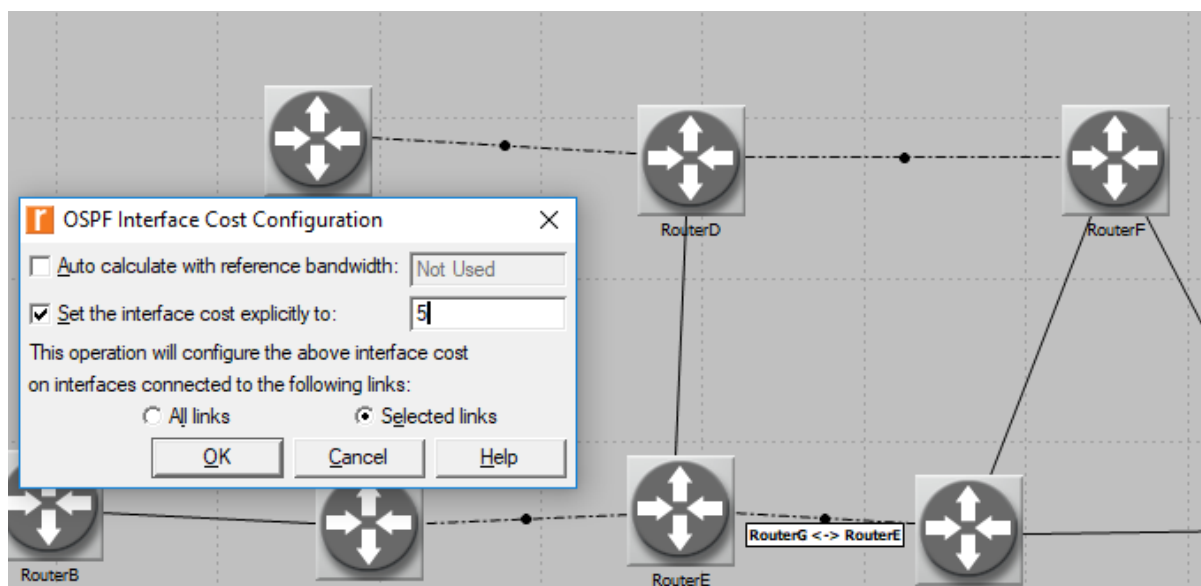 OSPF Interface Cost Configuration
Auto calculate with reference bandwidth: Not Used
Set the interface cost explicitly to: 5
This operation will configure the above interface cost
on interfaces connected to the following links:
All links Selected links
OK Cancel Help
RouterD
RouterF
RouterG <-> RouterE
RouterB
RouterE